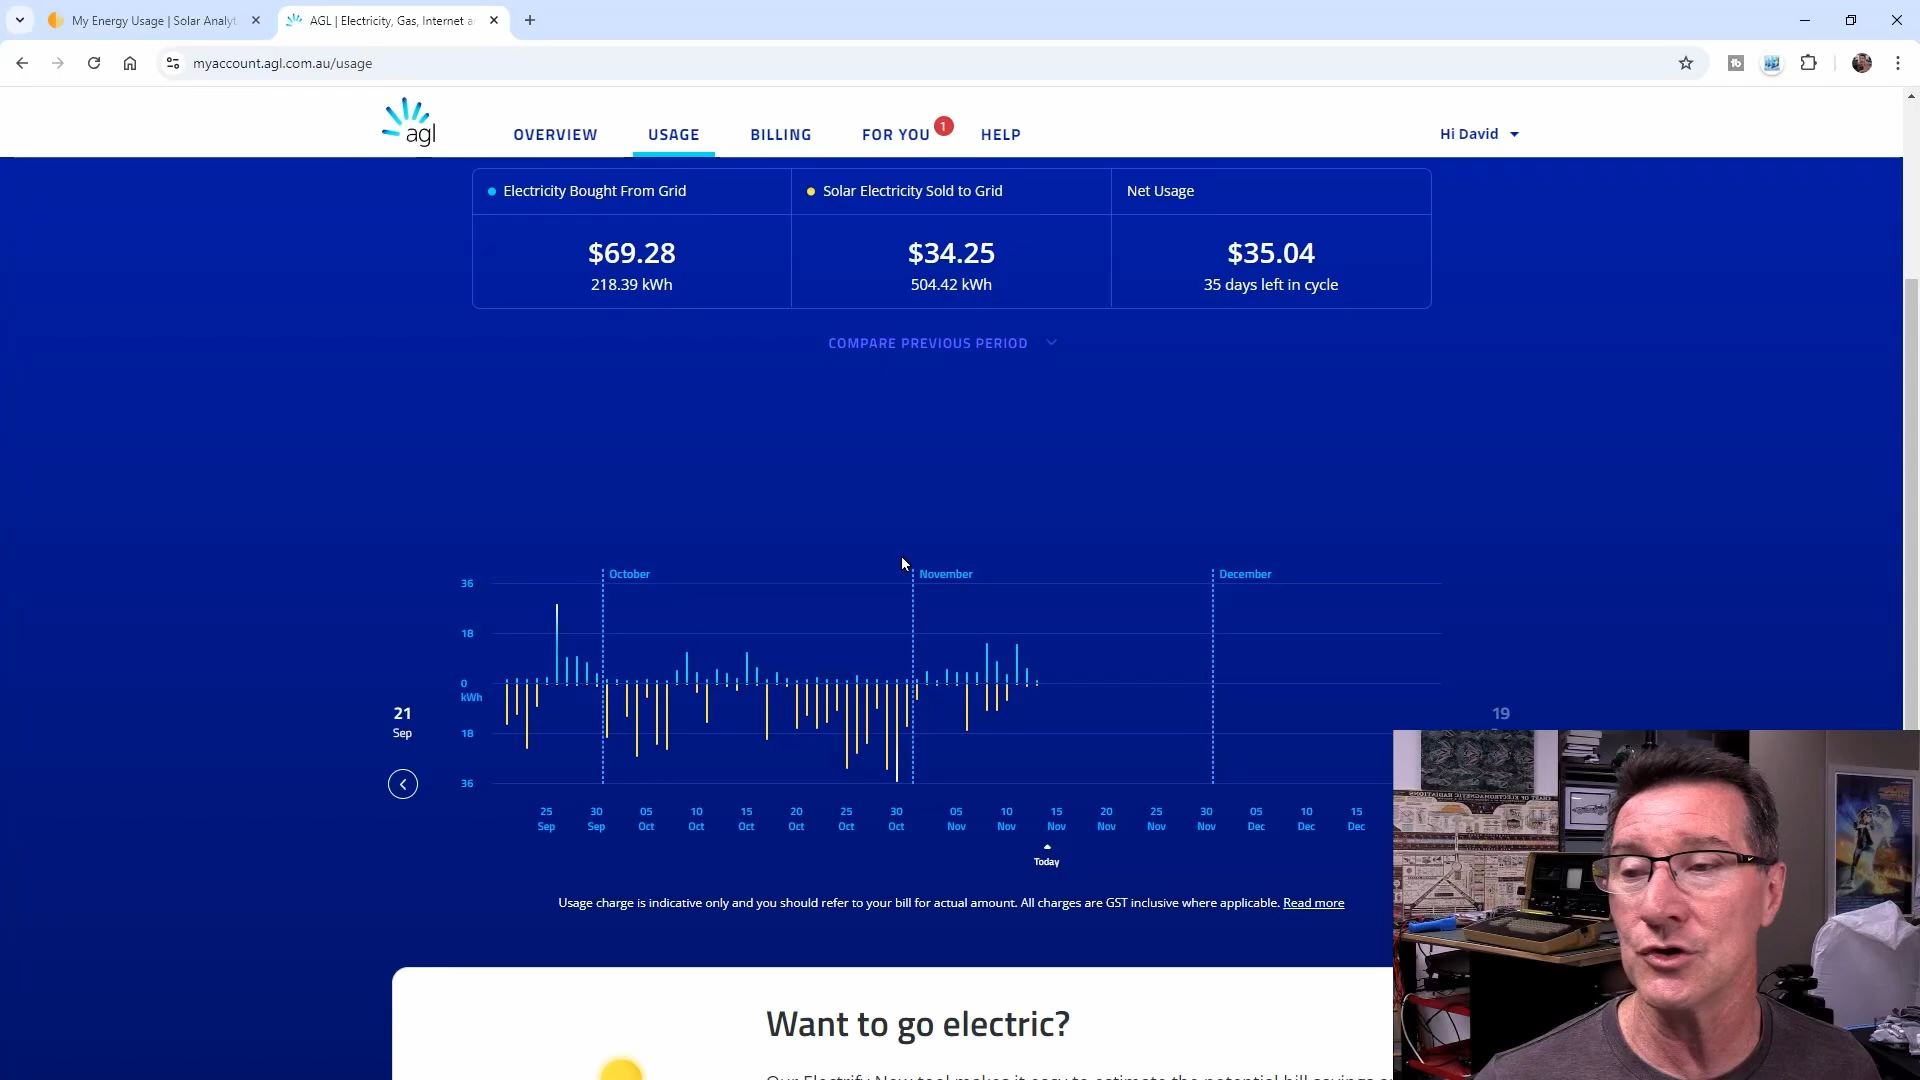 My Energy Usage | Solar Analyt
AGL | Electricity, Gas, Internet a
myaccount.agl.com.au/usage
agl
OVERVIEW
USAGE
BILLING
FOR YOU
1
HELP
Hi David
Electricity Bought From Grid
Solar Electricity Sold to Grid
Net Usage
$69.28
$34.25
$35.04
218.39 kWh
504.42 kWh
35 days left in cycle
COMPARE PREVIOUS PERIOD
October
November
December
36
18
0
kWh
18
36
21
Sep
19
25 Sep
30 Sep
05 Oct
10 Oct
15 Oct
20 Oct
25 Oct
30 Oct
05 Nov
10 Nov
15 Nov
20 Nov
25 Nov
30 Nov
05 Dec
10 Dec
15 Dec
Today
Usage charge is indicative only and you should refer to your bill for actual amount. All charges are GST inclusive where applicable. Read more
Want to go electric?
CHART OF ELECTROMAGNETIC RADIATIONS